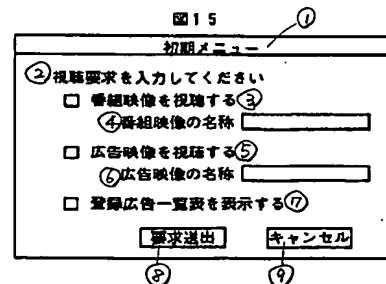 図15
①
初期メニュー
②視聴要求を入力してください
□ 番組映像を視聴する③
④番組映像の名称
□ 広告映像を視聴する⑤
⑥広告映像の名称
□ 登録広告一覧表を表示する⑦
要求送出 キャンセル
⑧ ⑨